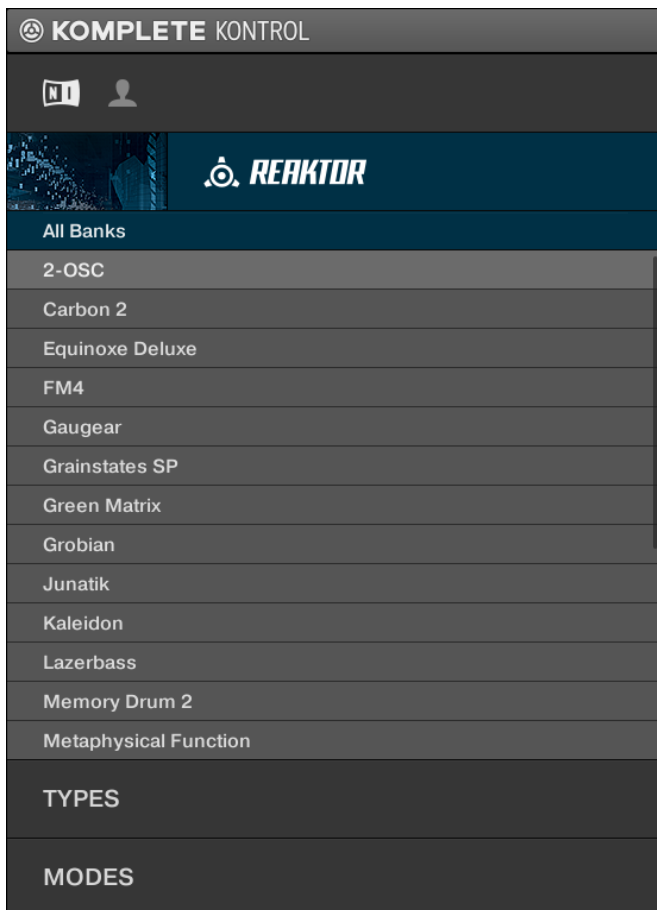 KOMPLETE KONTROL
NI
REAKTOR
All Banks
2-OSC
Carbon 2
Equinoxe Deluxe
FM4
Gaugear
Grainstates SP
Green Matrix
Grobian
Junatik
Kaleidon
Lazerbass
Memory Drum 2
Metaphysical Function
TYPES
MODES